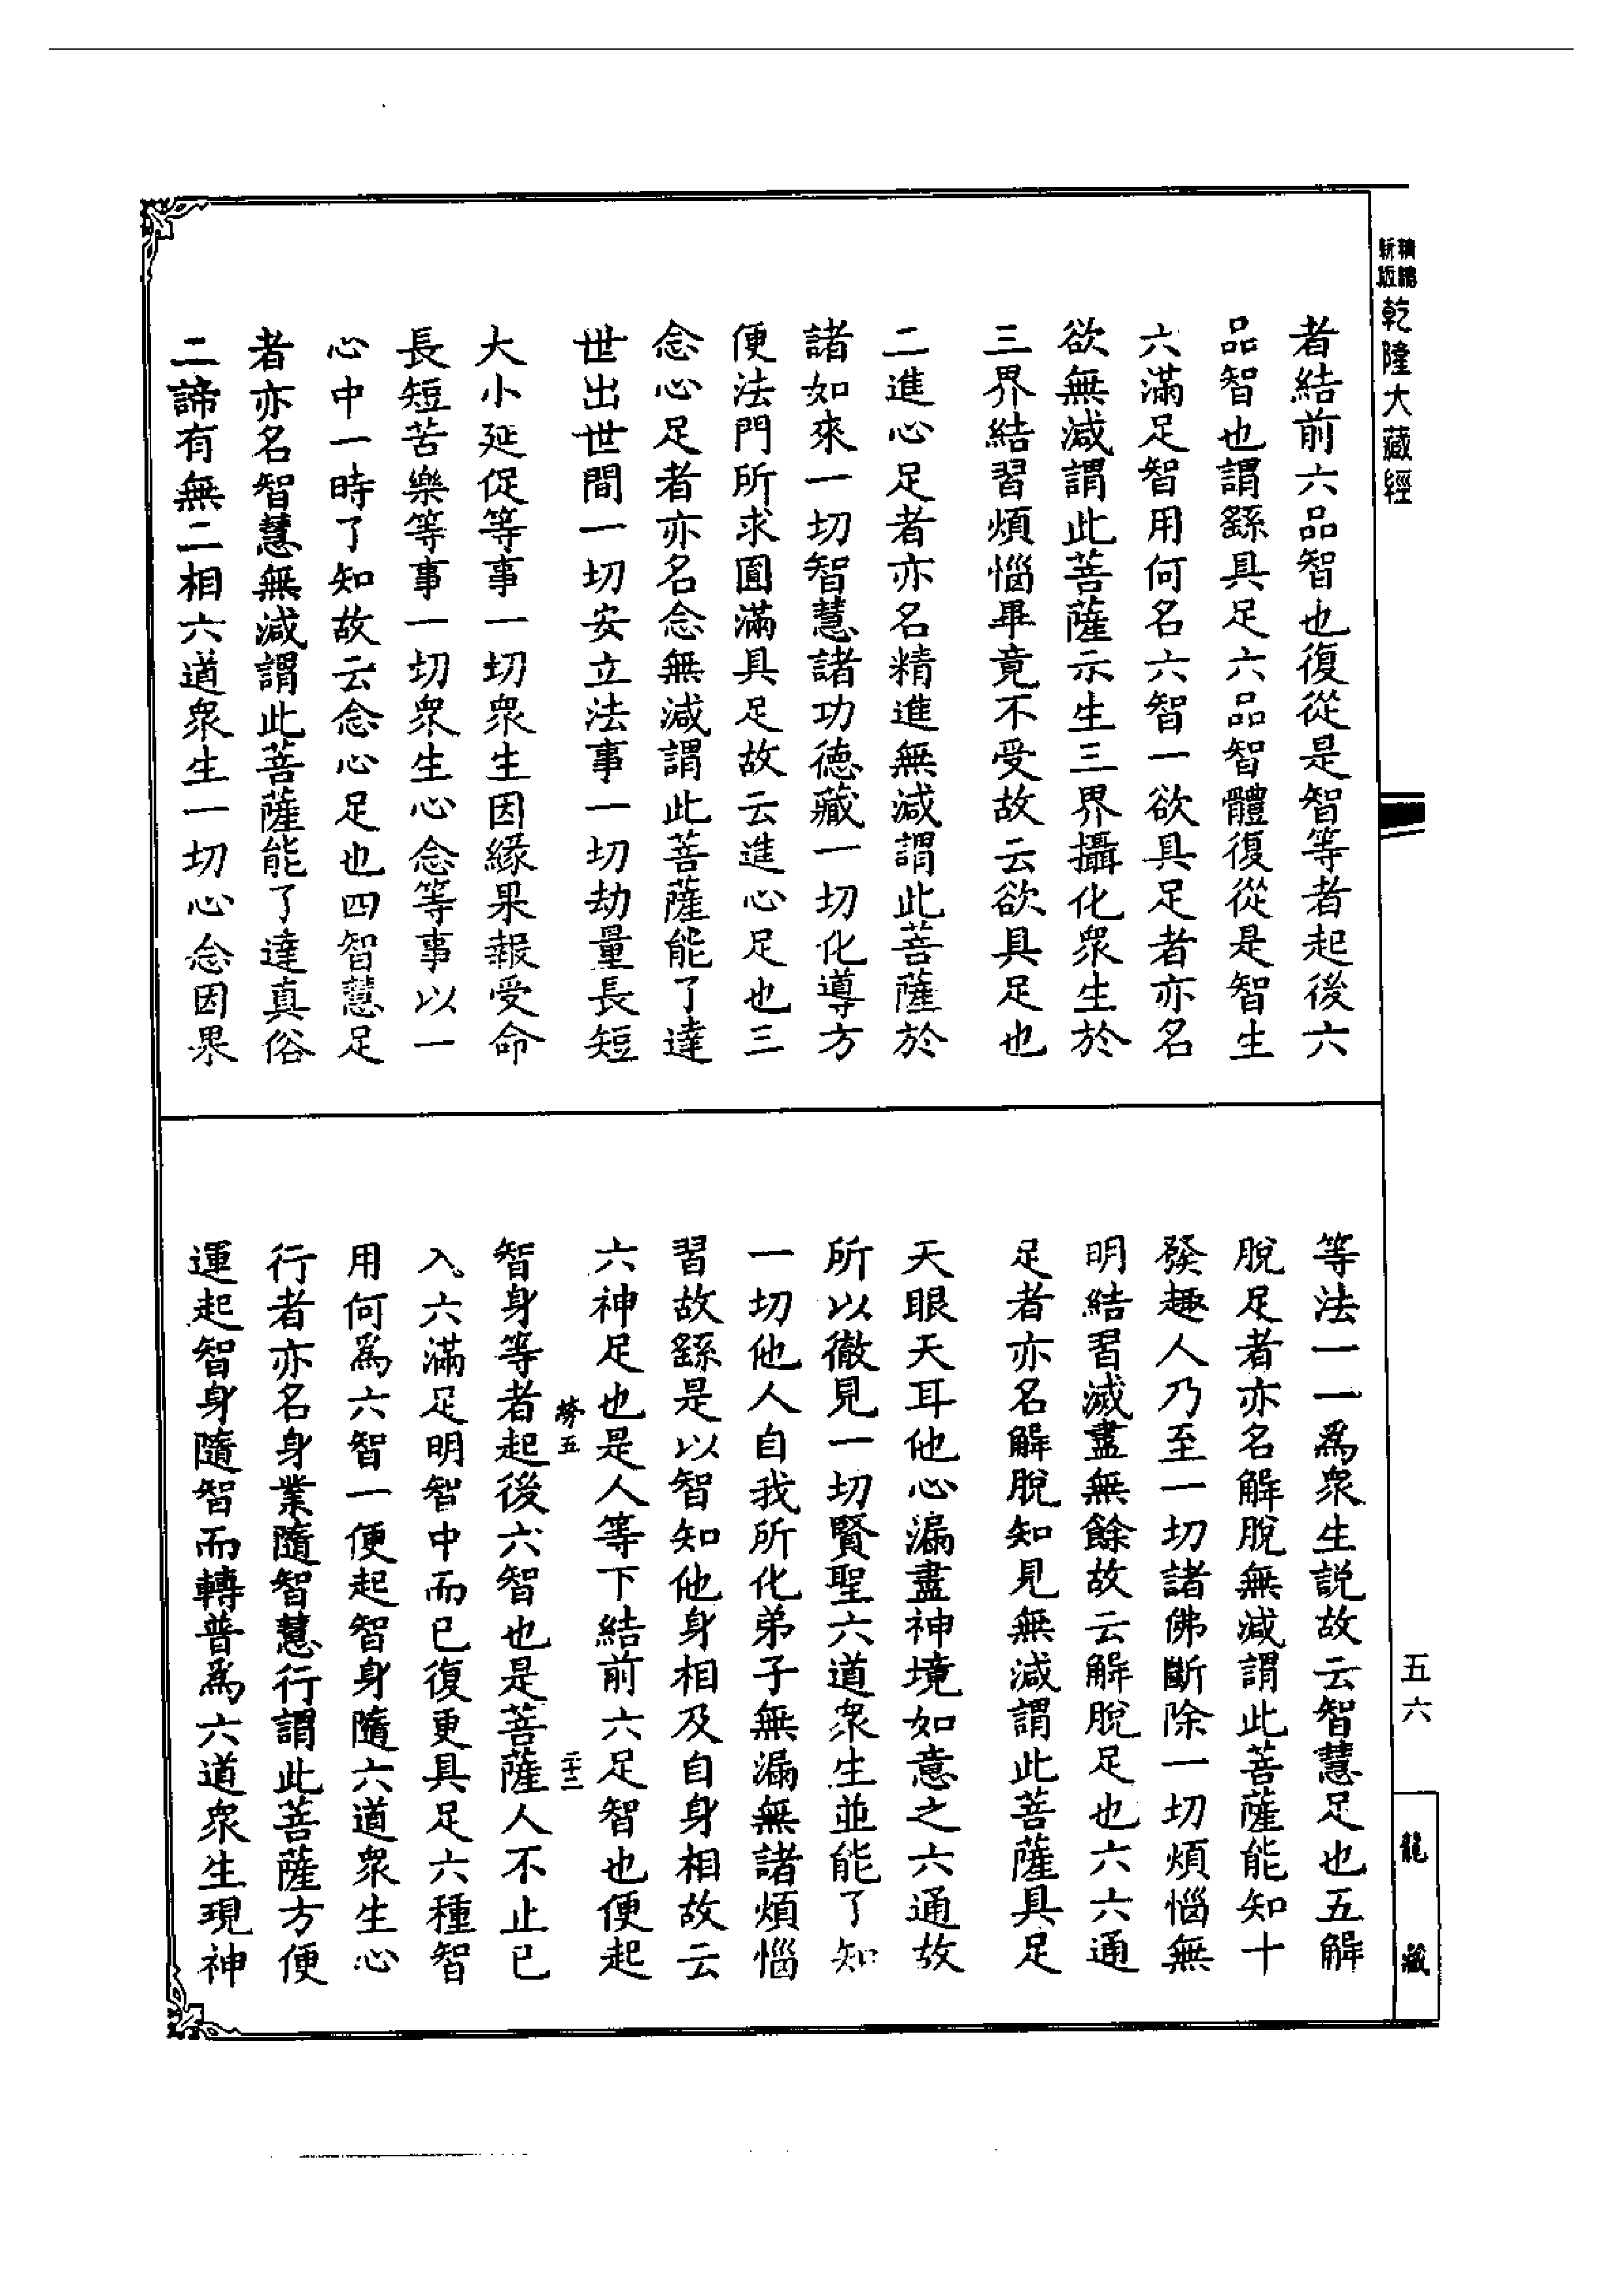 新版
精縮
乾隆大藏經
者結前六品智也復從是智等者起後六
品智也謂繇具足六品智體復從是智生
六滿足智用何名六智一欲具足者亦名
欲無減謂此菩薩示生三界攝化眾生於
三界結習煩惱畢竟不受故云欲具足也
二進心足者亦名精進無減謂此菩薩於
諸如來一切智慧諸功德藏一切化導方
便法門所求圓滿具足故云進心足也三
念心足者亦名念無減謂此菩薩能了達
世出世間一切安立法事一切劫量長短
大小延促等事一切眾生因緣果報受命
長短苦樂等事一切眾生心念等事以一
心中一時了知故云念心足也四智慧足
者亦名智慧無減謂此菩薩能了達真俗
二諦有無二相六道眾生一切心念因果
等法一一為眾生說故云智慧足也五解
脫足者亦名解脫無減謂此菩薩能知十
發趣人乃至一切諸佛斷除一切煩惱無
明結習滅盡無餘故云解脫足也六六通
足者亦名解脫知見無減謂此菩薩具足
天眼天耳他心漏盡神境如意之六通故
所以徹見一切賢聖六道眾生並能了知
一切他人自我所化弟子無漏無諸煩惱
習故繇是以智知他身相及自身相故云
六神足也是人等下結前六足智也便起
勞五
二十二
智身等者起後六智也是菩薩人不止已
入六滿足明智中而已復更具足六種智
用何為六智一便起智身隨六道眾生心
行者亦名身業隨智慧行謂此菩薩方便
運起智身隨智而轉普為六道眾生現神
五六
龍藏